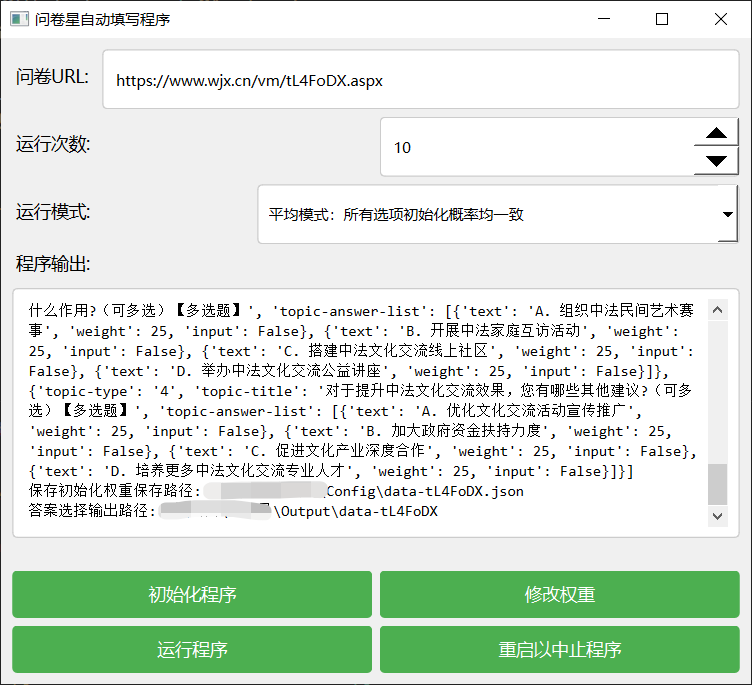 问卷星自动填写程序
问卷URL:
https://www.wjx.cn/vm/tL4FoDX.aspx
运行次数:
10
运行模式:
平均模式：所有选项初始化概率均一致
程序输出:
什么作用?（可多选）【多选题】', 'topic-answer-list': [{'text': 'A. 组织中法民间艺术赛
事', 'weight': 25, 'input': False}, {'text': 'B. 开展中法家庭互访活动', 'weight':
25, 'input': False}, {'text': 'C. 搭建中法文化交流线上社区', 'weight': 25, 'input':
False}, {'text': 'D. 举办中法文化交流公益讲座', 'weight': 25, 'input': False}]},
{'topic-type': '4', 'topic-title': '对于提升中法文化交流效果，您有哪些其他建议?（可多
选）【多选题】', 'topic-answer-list': [{'text': 'A. 优化文化交流活动宣传推广',
'weight': 25, 'input': False}, {'text': 'B. 加大政府资金扶持力度', 'weight': 25,
'input': False}, {'text': 'C. 促进文化产业深度合作', 'weight': 25, 'input': False},
{'text': 'D. 培养更多中法文化交流专业人才', 'weight': 25, 'input': False}]}]
保存初始化权重保存路径: Config\data-tL4FoDX.json
答案选择输出路径: \Output\data-tL4FoDX
初始化程序
修改权重
运行程序
重启以中止程序